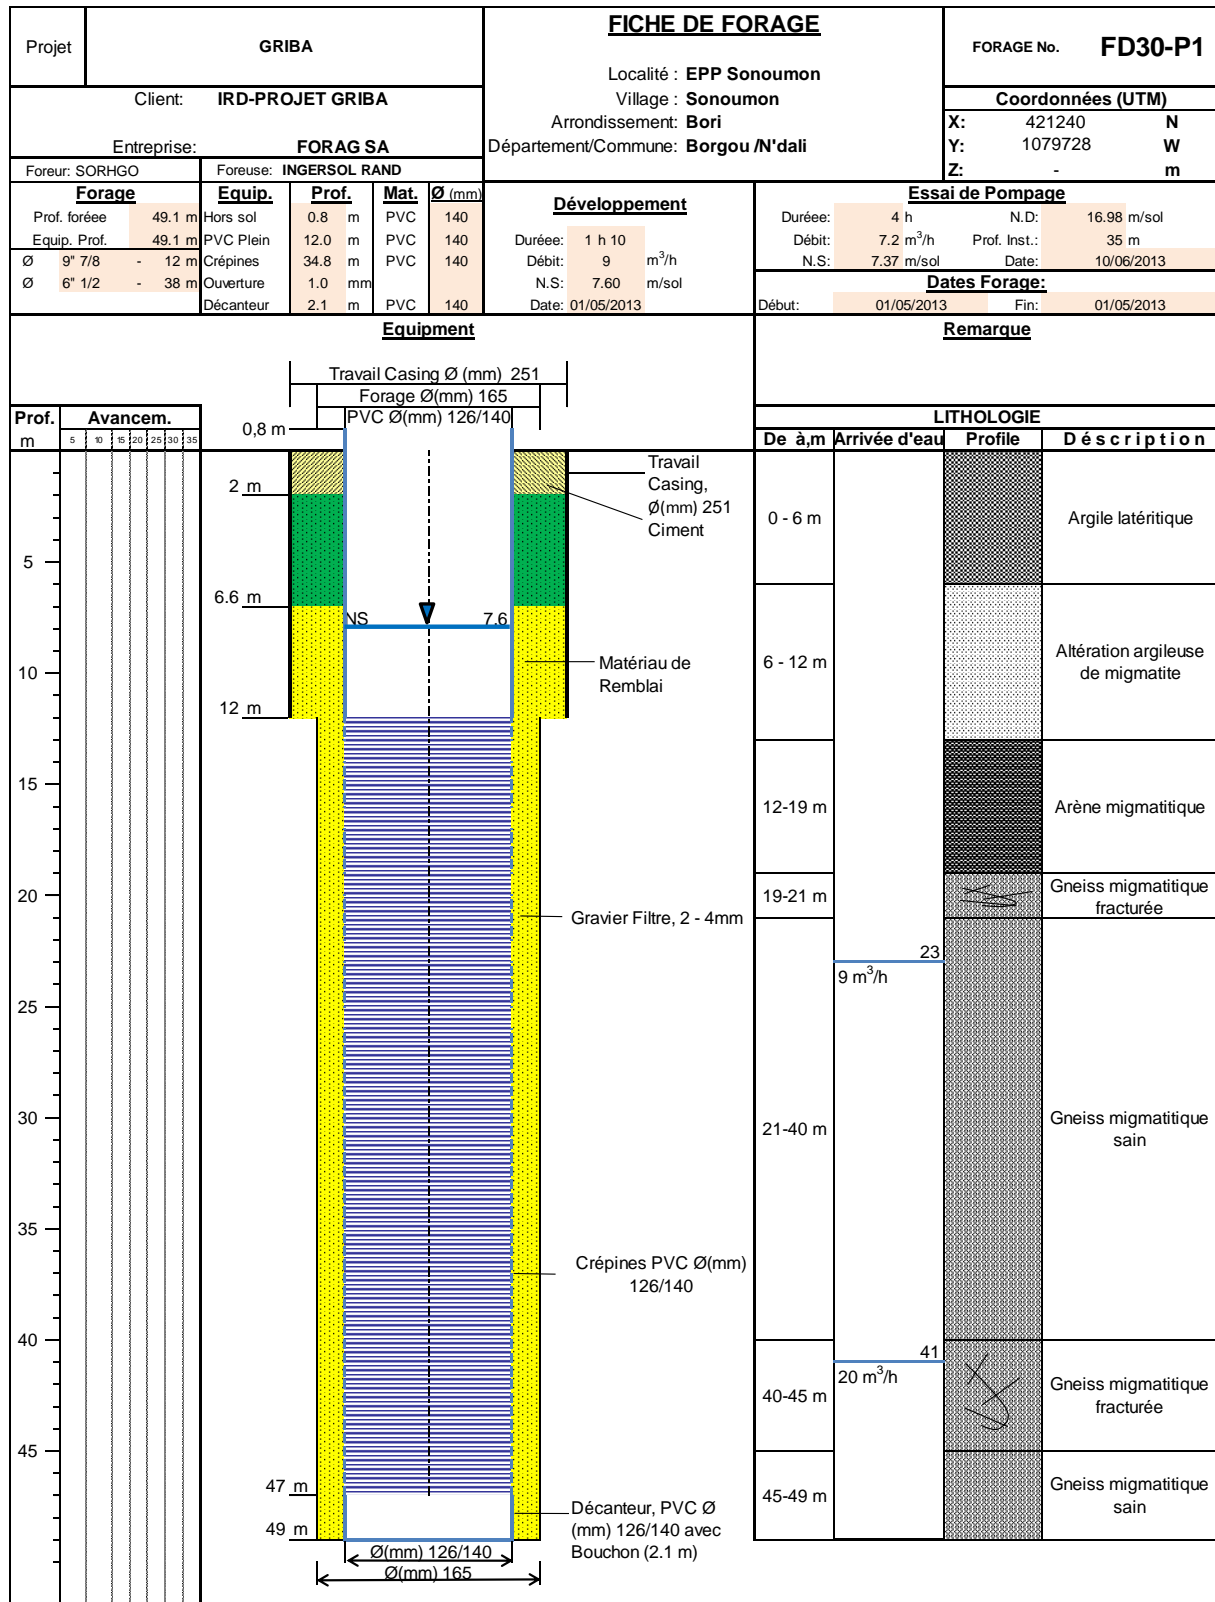 Projet
GRIBA
FICHE DE FORAGE
FORAGE No. FD30-P1
Localité : EPP Sonoumon
Client: IRD-PROJET GRIBA
Village : Sonoumon
Coordonnées (UTM)
Arrondissement: Bori
X: 421240 N
Entreprise: FORAG SA
Département/Commune: Borgou /N'dali
Y: 1079728 W
Foreur: SORHGO
Foreuse: INGERSOL RAND
Z: - m
Forage
Equip. Prof. Mat. Ø (mm)
Développement
Essai de Pompage
Prof. foréee 49.1 m
Hors sol 0.8 m PVC 140
Duréee: 4 h N.D: 16.98 m/sol
Equip. Prof. 49.1 m
PVC Plein 12.0 m PVC 140
Duréee: 1 h 10
Débit: 7.2 m³/h Prof. Inst.: 35 m
Ø 9" 7/8 - 12 m
Crépines 34.8 m PVC 140
Débit: 9 m³/h
N.S: 7.37 m/sol Date: 10/06/2013
Ø 6" 1/2 - 38 m
Ouverture 1.0 mm
N.S: 7.60 m/sol
Dates Forage:
Décanteur 2.1 m PVC 140
Date: 01/05/2013
Début: 01/05/2013 Fin: 01/05/2013
Equipment
Remarque
Travail Casing Ø (mm) 251
Forage Ø(mm) 165
PVC Ø(mm) 126/140
0,8 m
Prof. Avancem.
m 5 10 15 20 25 30 35
LITHOLOGIE
De à,m Arrivée d'eau Profile Déscription
Travail
Casing,
Ø(mm) 251
Ciment
2 m
0 - 6 m Argile latéritique
5
6.6 m
NS 7.6
Matériau de
Remblai
6 - 12 m Altération argileuse
de migmatite
10
12 m
15
12-19 m Arène migmatitique
20
19-21 m Gneiss migmatitique
fracturée
Gravier Filtre, 2 - 4mm
23
9 m³/h
25
30
21-40 m Gneiss migmatitique
sain
35
Crépines PVC Ø(mm)
126/140
40
41
20 m³/h
40-45 m Gneiss migmatitique
fracturée
45
47 m
45-49 m Gneiss migmatitique
sain
49 m
Décanteur, PVC Ø
(mm) 126/140 avec
Bouchon (2.1 m)
Ø(mm) 126/140
Ø(mm) 165